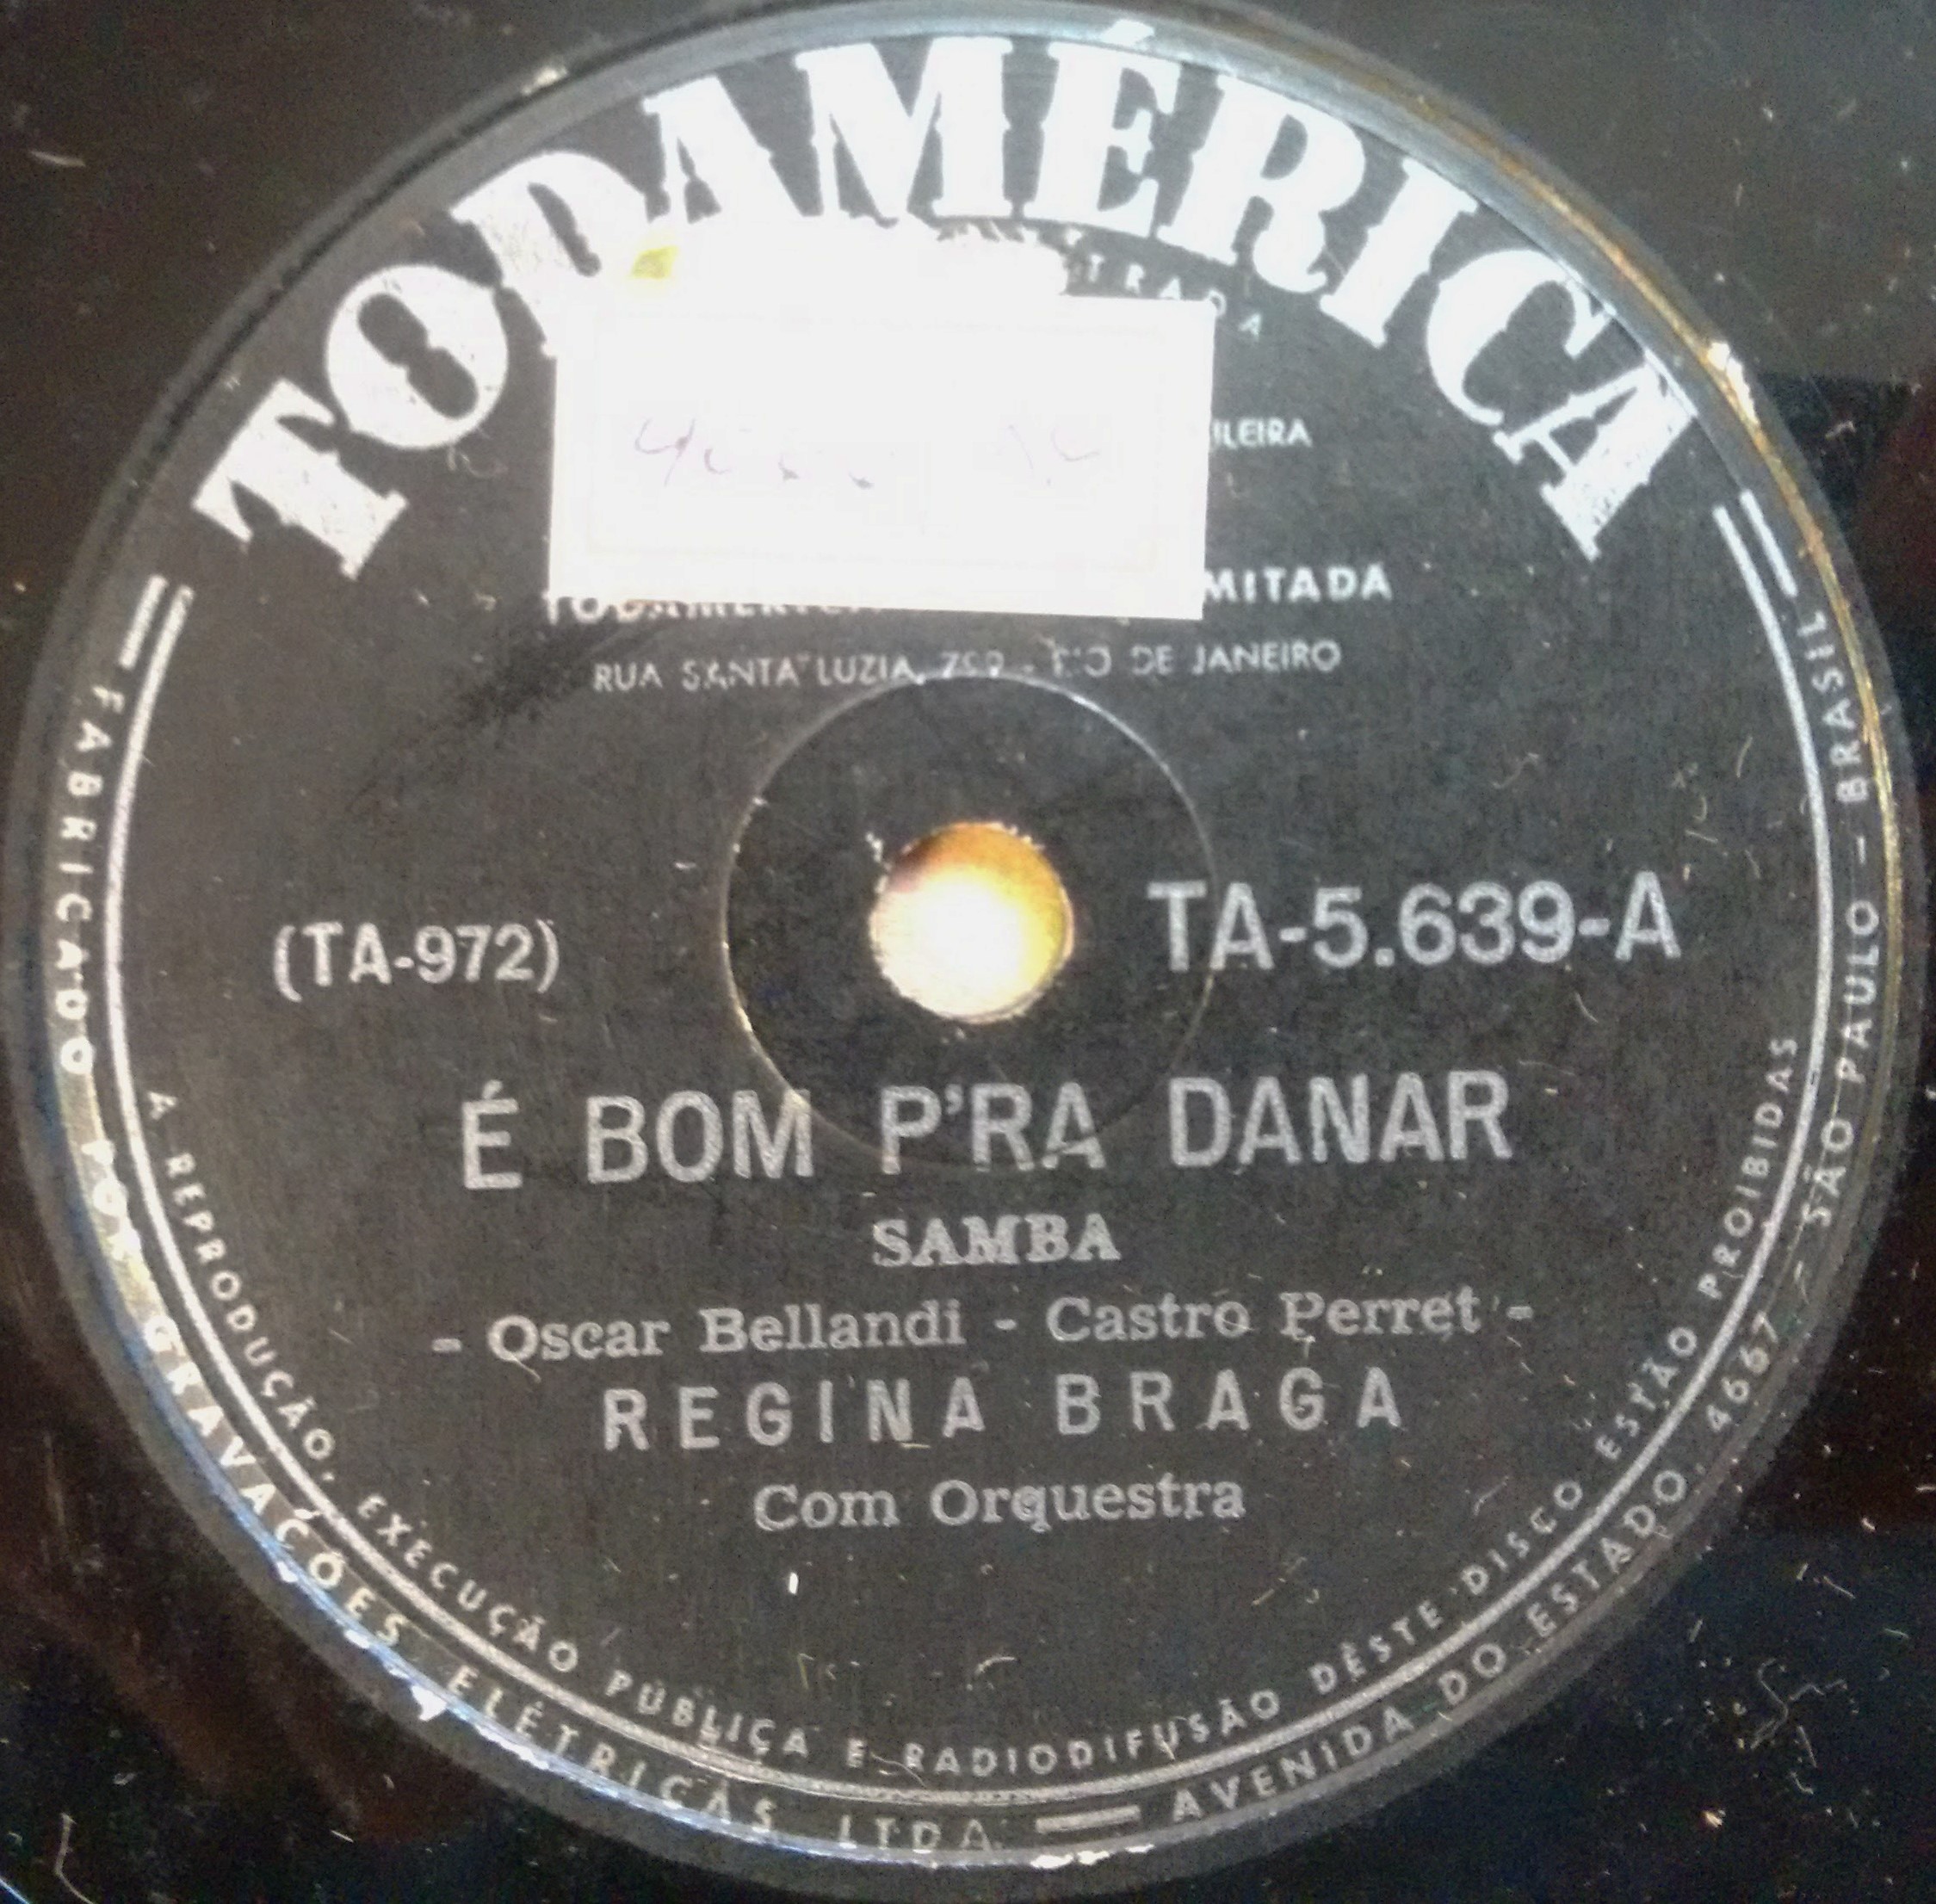 TODAMÉRICA
RUA SANTA LUZIA, 799 - RIO DE JANEIRO
(TA-972)
TA-5.639-A
É BOM P'RA DANAR
SAMBA
- Oscar Bellandi - Castro Perret -
REGINA BRAGA
Com Orquestra
A REPRODUÇÃO, EXECUÇÃO PÚBLICA E RADIODIFUSÃO DÊSTE DISCO ESTÃO PROIBIDAS
FABRICADO POR GRAVAÇÕES ELÉTRICAS LTDA. — AVENIDA DO ESTADO, 4667 - SÃO PAULO - BRASIL